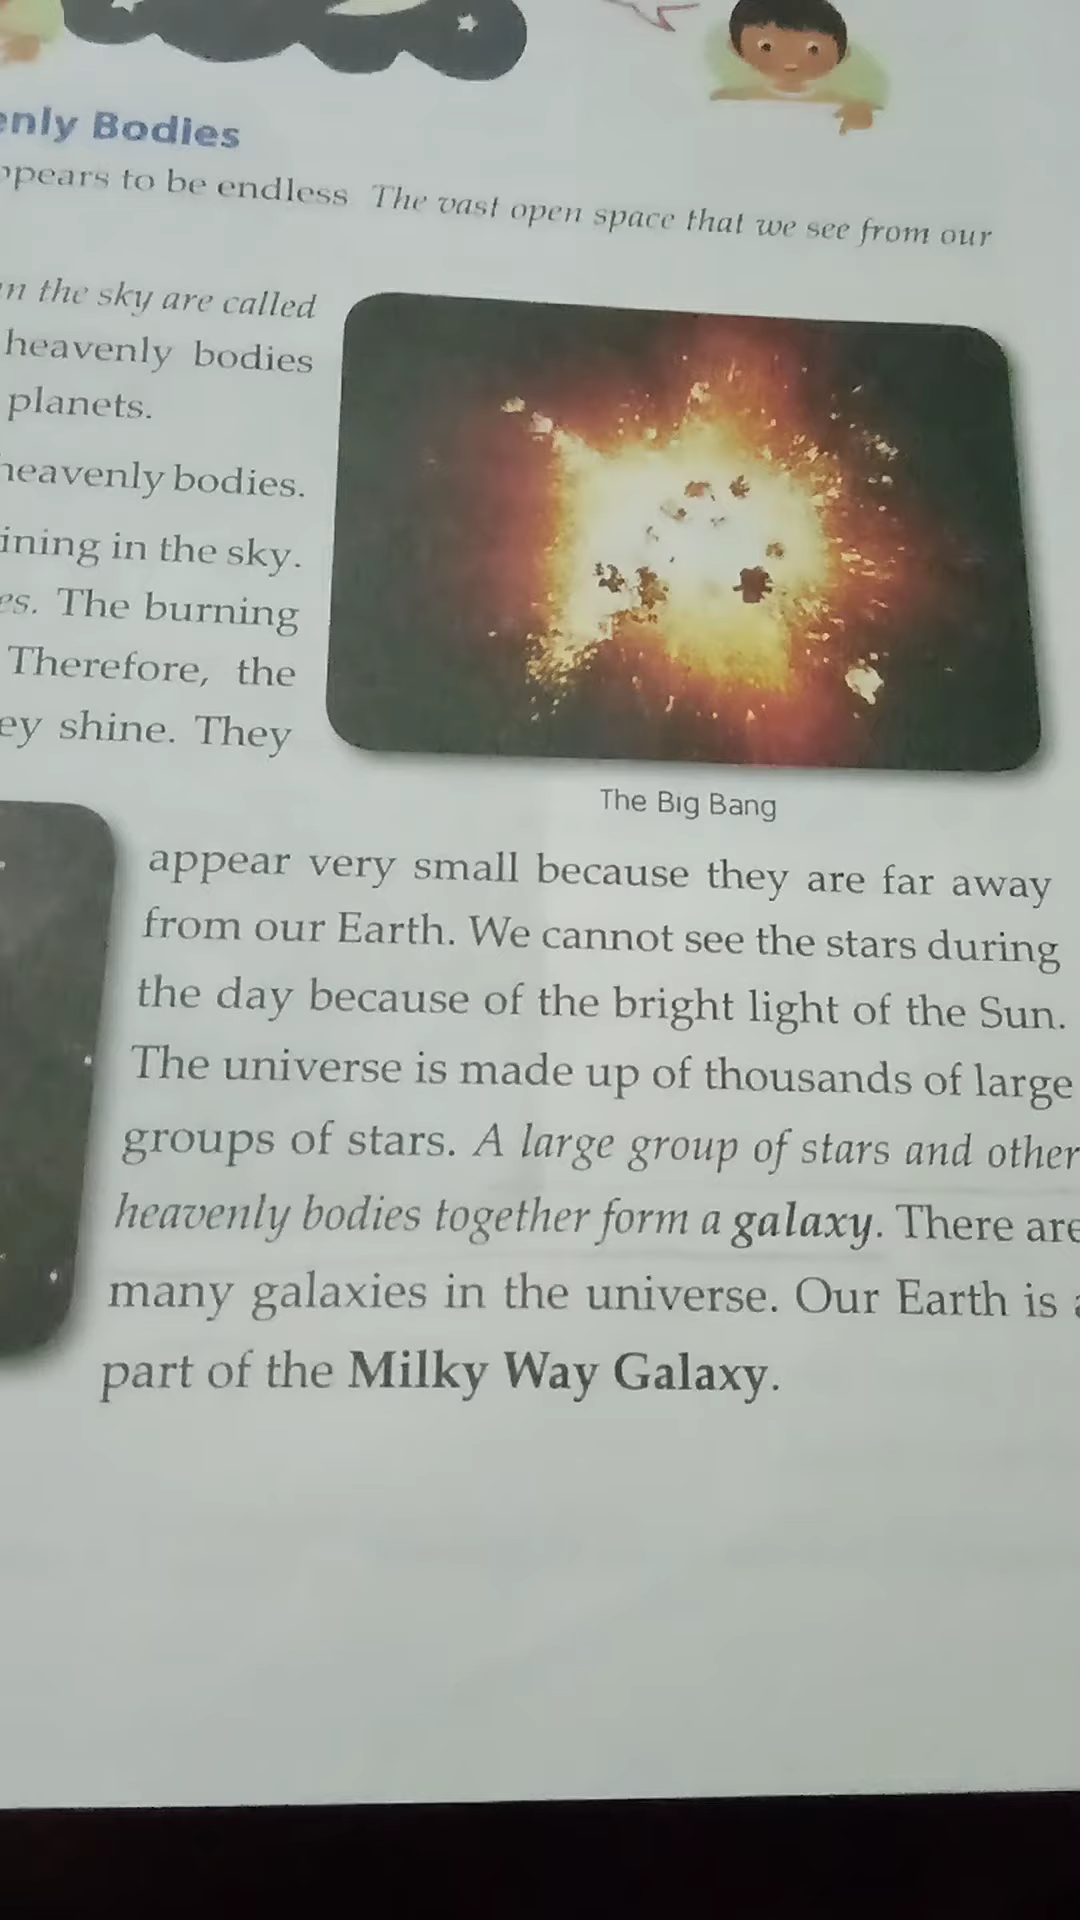 enly Bodies
ppears to be endless The vast open space that we see from our
in the sky are called
heavenly bodies
planets.
heavenly bodies.
ining in the sky.
es. The burning
Therefore, the
ey shine. They
The Big Bang
appear very small because they are far away
from our Earth. We cannot see the stars during
the day because of the bright light of the Sun.
The universe is made up of thousands of large
groups of stars. A large group of stars and other
heavenly bodies together form a galaxy. There are
many galaxies in the universe. Our Earth is a
part of the Milky Way Galaxy.